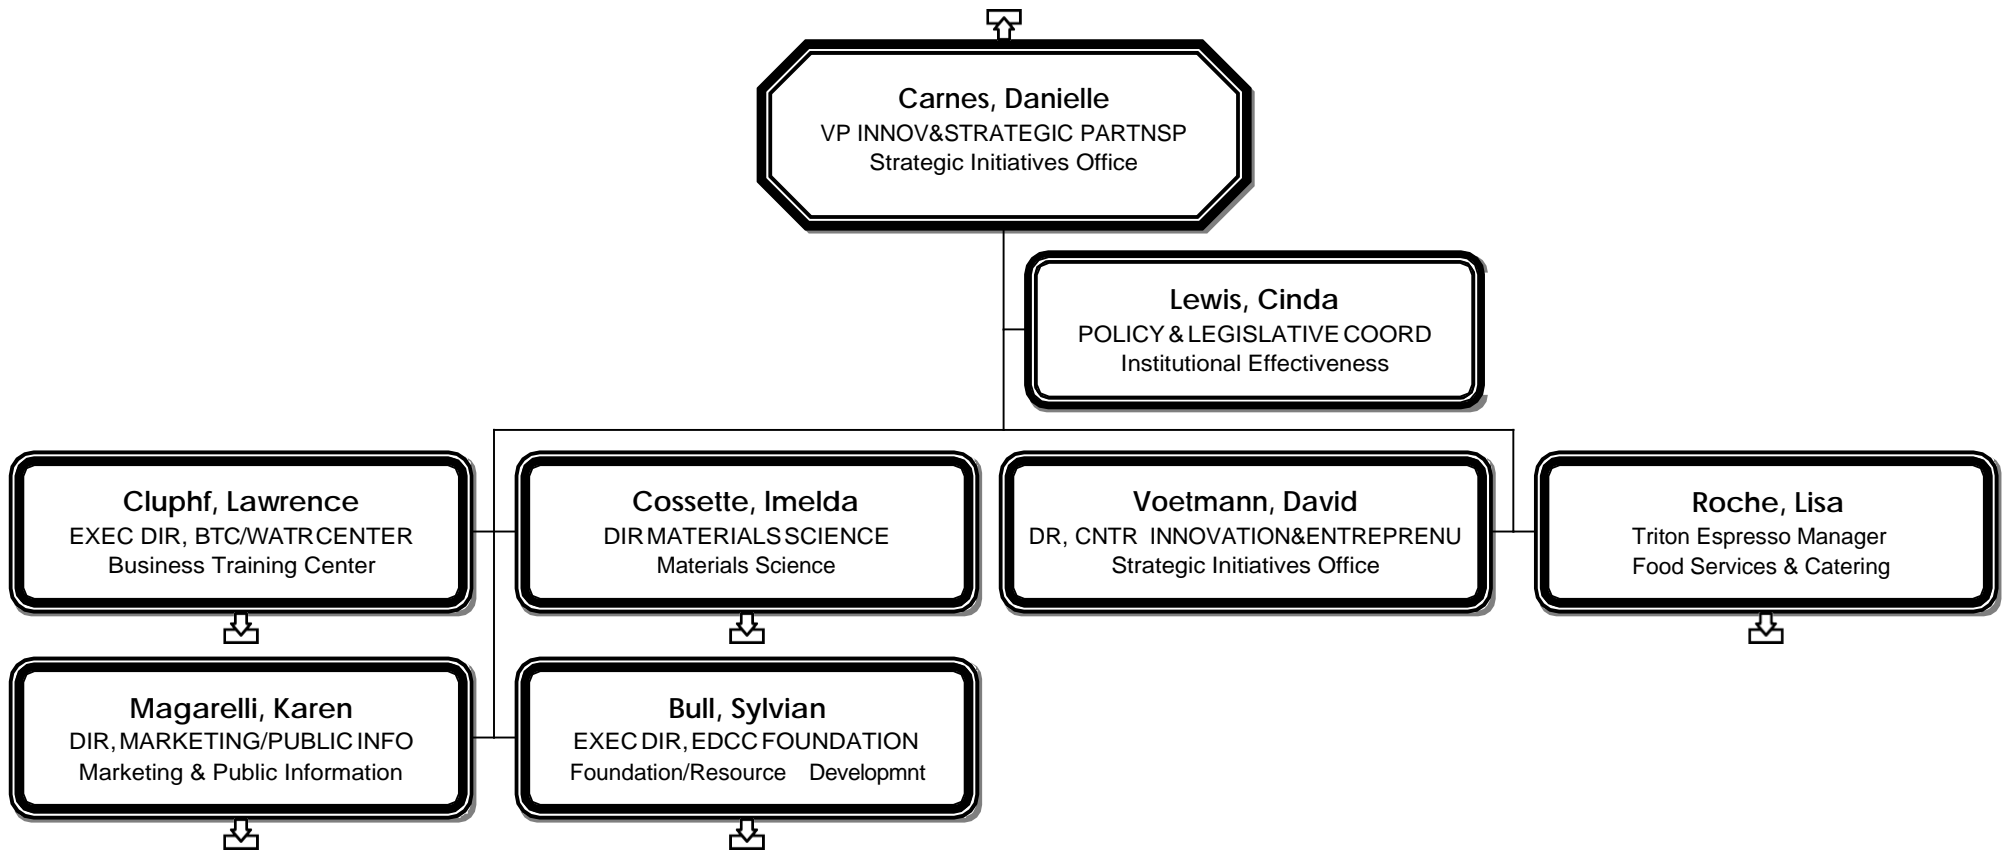 Carnes, Danielle
VP INNOV&STRATEGIC PARTNSP
Strategic Initiatives Office
Lewis, Cinda
POLICY & LEGISLATIVE COORD
Institutional Effectiveness
Cluphf, Lawrence
EXEC DIR, BTC/WATR CENTER
Business Training Center
Cossette, Imelda
DIR MATERIALS SCIENCE
Materials Science
Voetmann, David
DR, CNTR INNOVATION&ENTREPRENU
Strategic Initiatives Office
Roche, Lisa
Triton Espresso Manager
Food Services & Catering
Magarelli, Karen
DIR, MARKETING/PUBLIC INFO
Marketing & Public Information
Bull, Sylvian
EXEC DIR, EDCC FOUNDATION
Foundation/Resource Developmnt